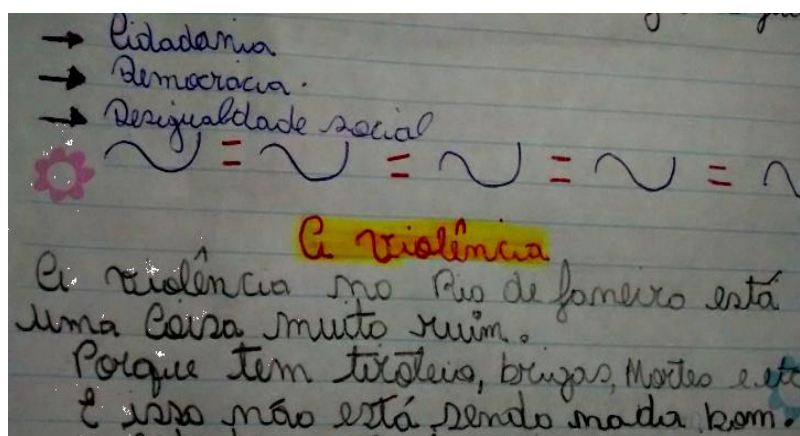 → Cidadania
→ Democracia.
→ Desigualdade social
A violência
A violência no Rio de Janeiro está
uma Coisa muito ruim.
Porque tem tiroteio, brigas, Mortes e etc
E isso não está sendo nada bom.